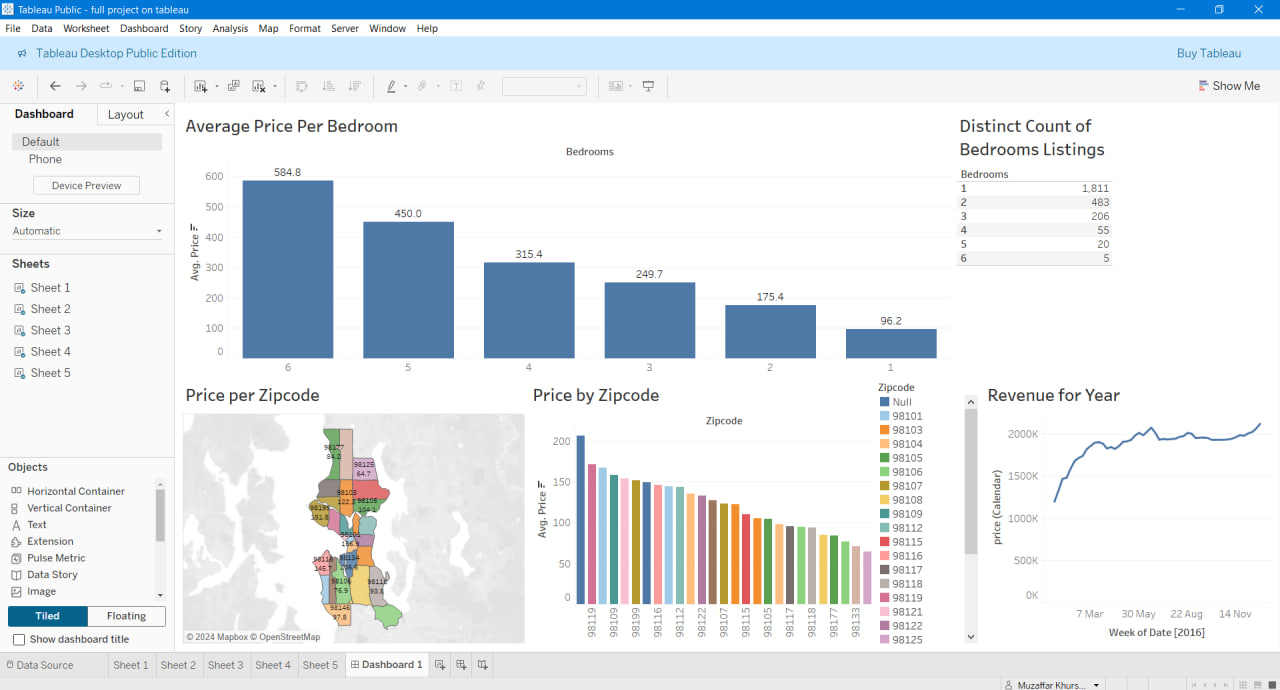 Tableau Public - full project on tableau
File Data Worksheet Dashboard Story Analysis Map Format Server Window Help
Tableau Desktop Public Edition
Buy Tableau
Show Me
Dashboard
Layout
Default
Phone
Device Preview
Size
Automatic
Sheets
Sheet 1
Sheet 2
Sheet 3
Sheet 4
Sheet 5
Objects
Horizontal Container
Vertical Container
Text
Extension
Pulse Metric
Data Story
Image
Tiled
Floating
Show dashboard title
Average Price Per Bedroom
Bedrooms
Avg. Price
600
500
400
300
200
100
0
584.8
450.0
315.4
249.7
175.4
96.2
6 5 4 3 2 1
Distinct Count of
Bedrooms Listings
Bedrooms
1 1,811
2 483
3 206
4 55
5 20
6 5
Price per Zipcode
98177
84.2
98125
64.7
98103
122.3
98105
104.1
98199
151.8
98101
98116
145.7
98134
98106
76.9
98118
93.8
98146
97.8
© 2024 Mapbox © OpenStreetMap
Price by Zipcode
Zipcode
Avg. Price
200
150
100
50
0
98119
98109
98199
98116
98112
98122
98107
98115
98105
98117
98118
98177
98133
Zipcode
Null
98101
98103
98104
98105
98106
98107
98108
98109
98112
98115
98116
98117
98118
98119
98121
98122
98125
Revenue for Year
price (Calendar)
2000K
1500K
1000K
500K
0K
7 Mar 30 May 22 Aug 14 Nov
Week of Date [2016]
Data Source
Sheet 1
Sheet 2
Sheet 3
Sheet 4
Sheet 5
Dashboard 1
Muzaffar Khurs...